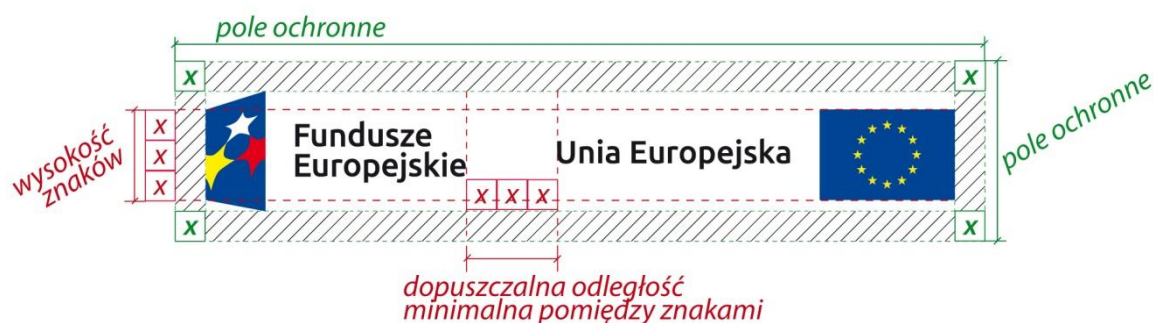 pole ochronne
x
x
wysokość
znaków
x
x
x
Fundusze
Europejskie
Unia Europejska
x x x
pole ochronne
x
x
dopuszczalna odległość
minimalna pomiędzy znakami